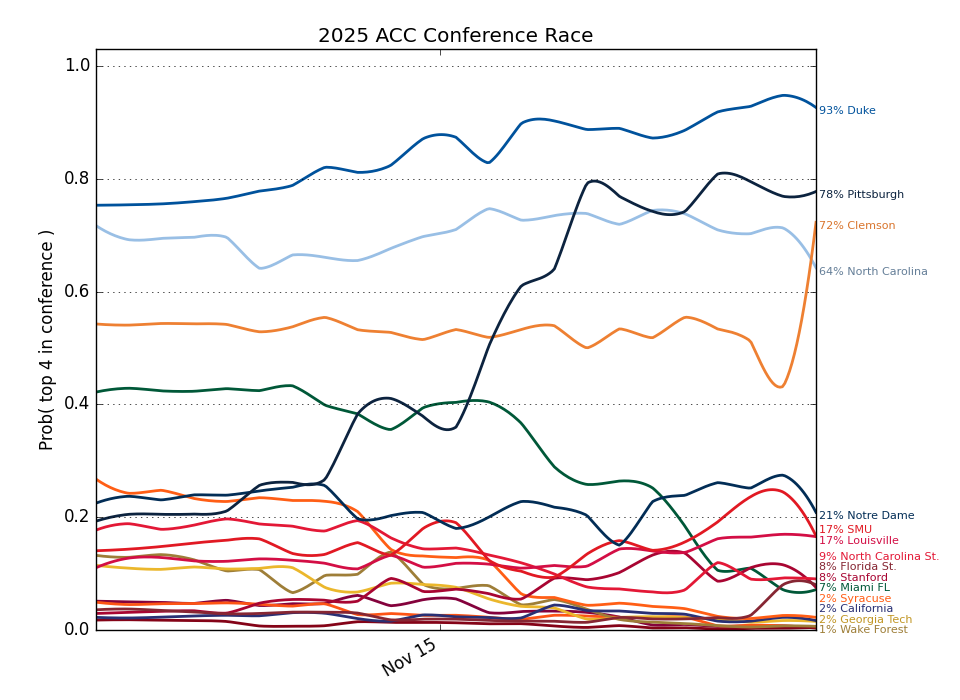 2025 ACC Conference Race
Prob( top 4 in conference )
1.0
0.8
0.6
0.4
0.2
0.0
Nov 15
93% Duke
78% Pittsburgh
72% Clemson
64% North Carolina
21% Notre Dame
17% SMU
17% Louisville
9% North Carolina St.
8% Florida St.
8% Stanford
7% Miami FL
2% Syracuse
2% California
2% Georgia Tech
1% Wake Forest